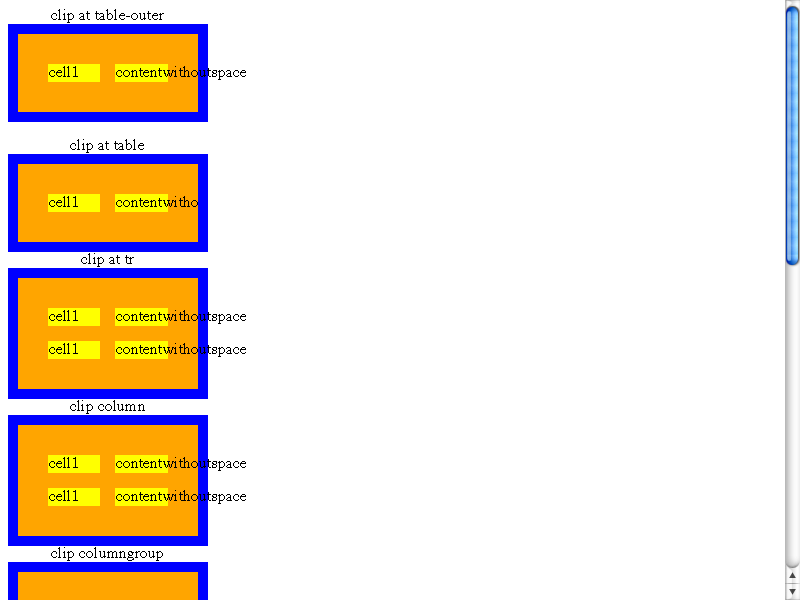 clip at table-outer
cell1 contentwithoutspace
clip at table
cell1 contentwitho
clip at tr
cell1 contentwithoutspace
cell1 contentwithoutspace
clip column
cell1 contentwithoutspace
cell1 contentwithoutspace
clip columngroup